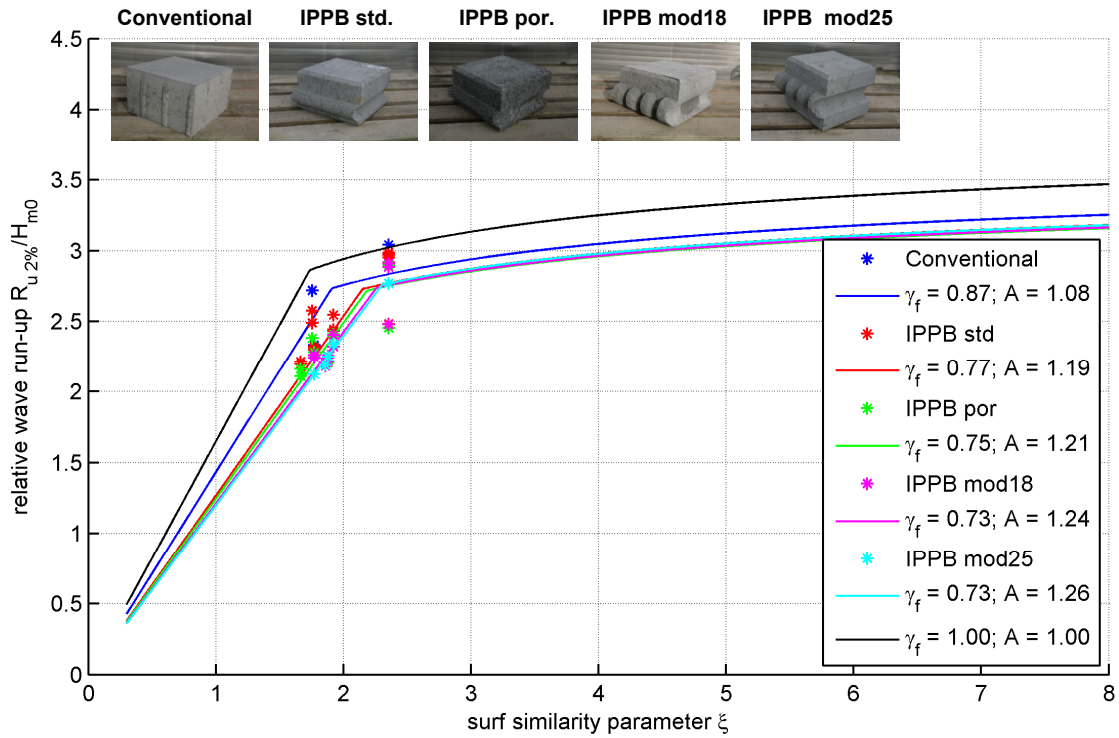 Conventional IPPB std. IPPB por. IPPB mod18 IPPB mod25
4.5
4
3.5
3
2.5
2
1.5
1
0.5
0
relative wave run-up R_{u 2%}/H_{m0}
0 1 2 3 4 5 6 7 8
surf similarity parameter ξ
Conventional
γ_f = 0.87; A = 1.08
IPPB std
γ_f = 0.77; A = 1.19
IPPB por
γ_f = 0.75; A = 1.21
IPPB mod18
γ_f = 0.73; A = 1.24
IPPB mod25
γ_f = 0.73; A = 1.26
γ_f = 1.00; A = 1.00